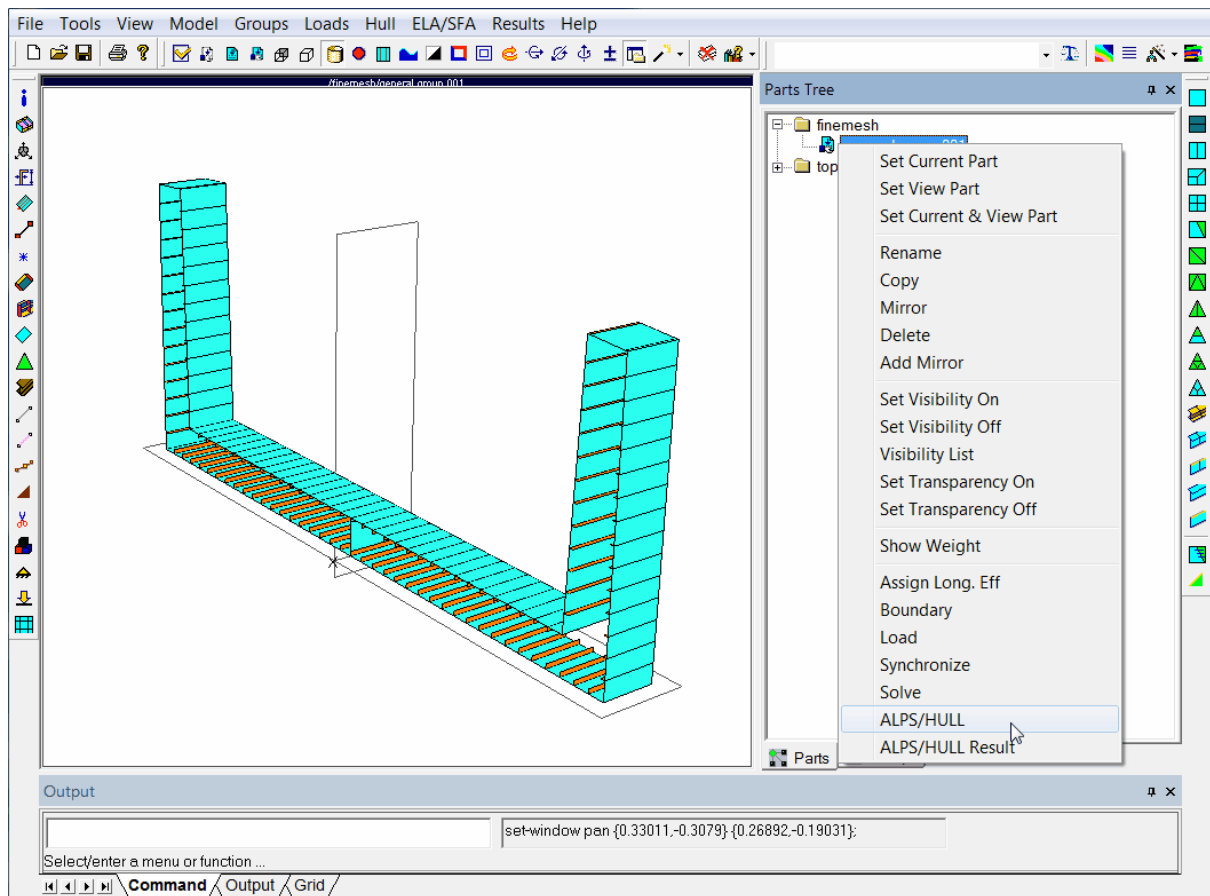 File Tools View Model Groups Loads Hull ELA/SFA Results Help
/finemesh/general group 001
Parts Tree
finemesh
001
top
Set Current Part
Set View Part
Set Current & View Part
Rename
Copy
Mirror
Delete
Add Mirror
Set Visibility On
Set Visibility Off
Visibility List
Set Transparency On
Set Transparency Off
Show Weight
Assign Long. Eff
Boundary
Load
Synchronize
Solve
ALPS/HULL
ALPS/HULL Result
Parts
Output
set-window pan {0.33011,-0.3079} {0.26892,-0.19031};
Select/enter a menu or function ...
Command Output Grid